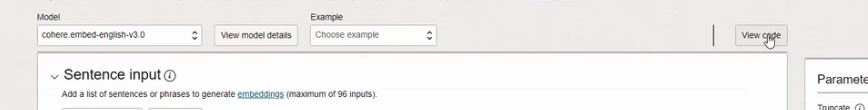 Model
Example
cohere.embed-english-v3.0
View model details
Choose example
View code
Sentence input
Add a list of sentences or phrases to generate embeddings (maximum of 96 inputs).
Paramete
Truncate